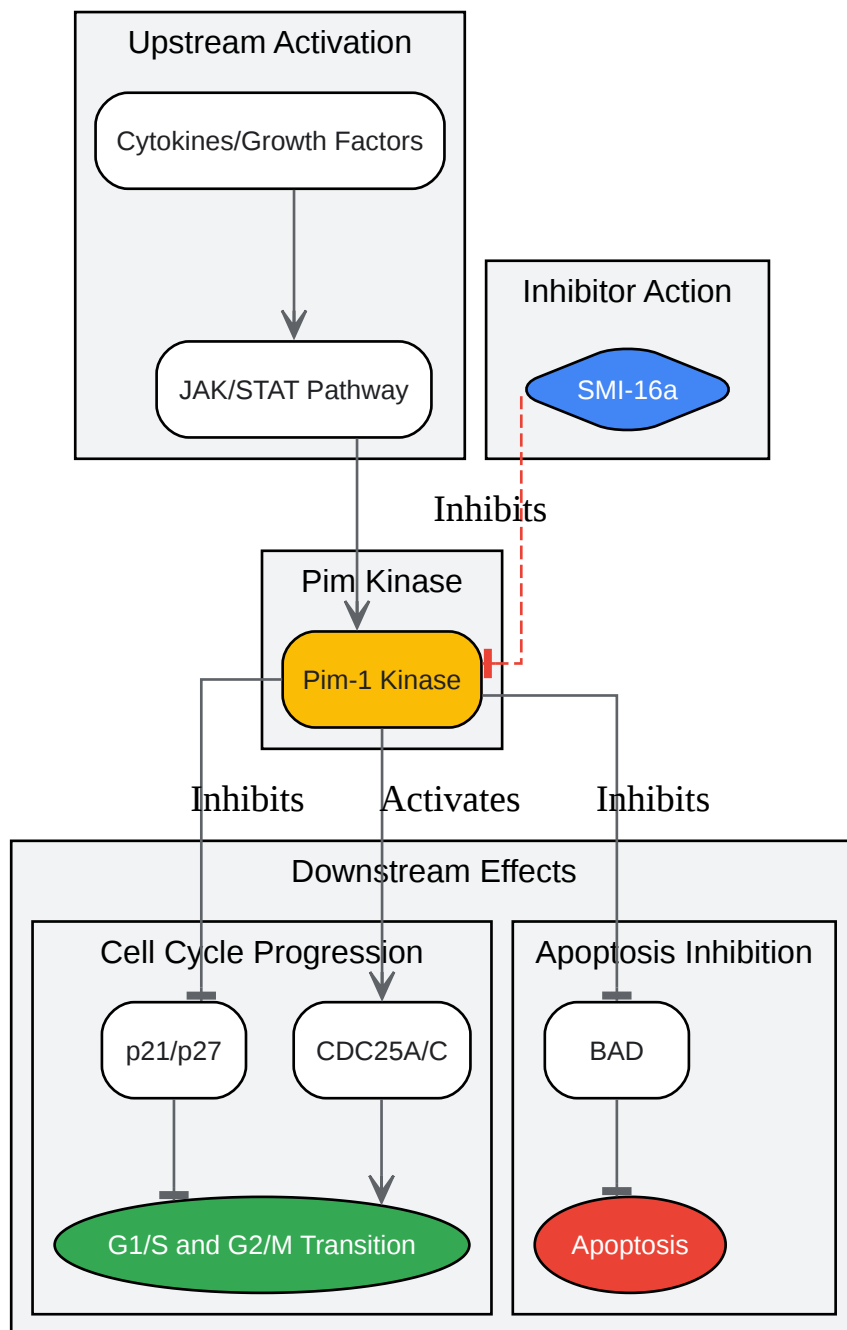 Upstream Activation
Cytokines/Growth Factors
JAK/STAT Pathway
Inhibitor Action
SMI-16a
Inhibits
Pim Kinase
Pim-1 Kinase
Inhibits
Activates
Inhibits
Downstream Effects
Cell Cycle Progression
Apoptosis Inhibition
p21/p27
CDC25A/C
BAD
G1/S and G2/M Transition
Apoptosis